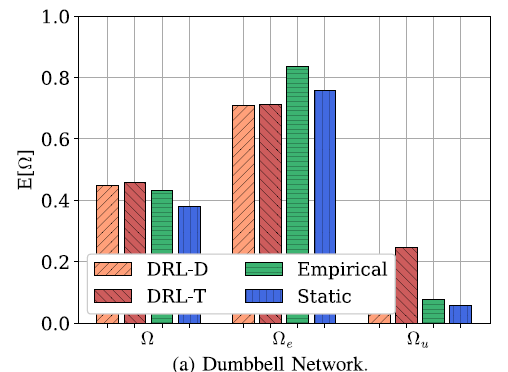 1.0
0.8
0.6
0.4
0.2
0.0
E[Ω]
DRL-D
DRL-T
Empirical
Static
Ω
Ωₑ
Ωᵤ
(a) Dumbbell Network.